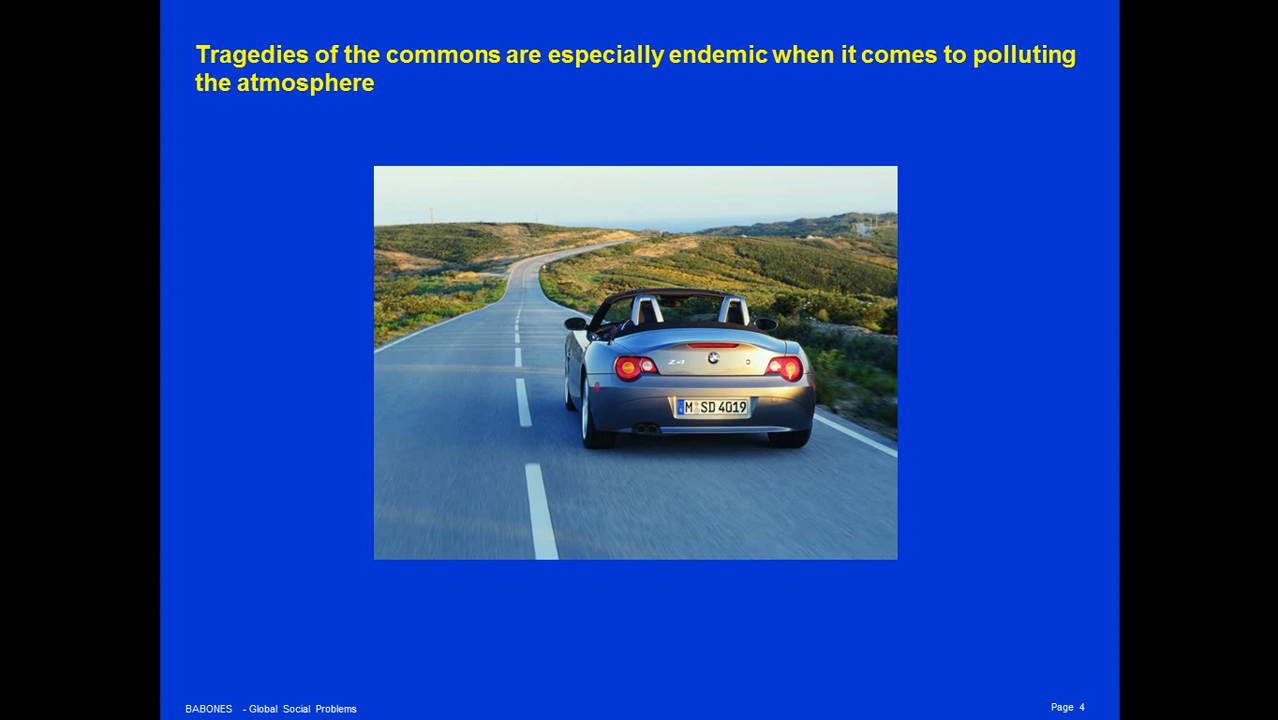 Tragedies of the commons are especially endemic when it comes to polluting
the atmosphere
Z4
M SD 4019
BABONES - Global Social Problems
Page 4